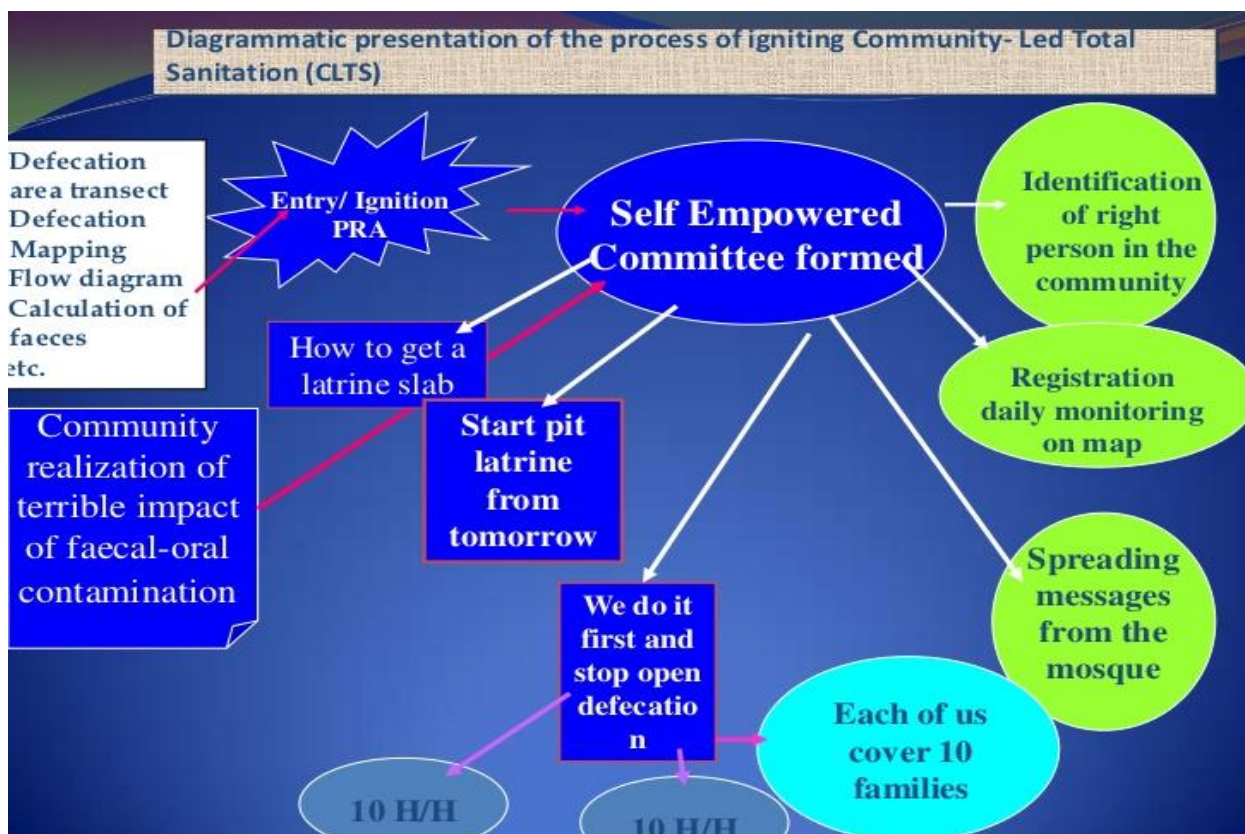 Diagrammatic presentation of the process of igniting Community- Led Total
Sanitation (CLTS)
Defecation
area transect
Defecation
Mapping
Flow diagram
Calculation of
faeces
etc.
Entry/ Ignition
PRA
Self Empowered
Committee formed
Identification
of right
person in the
community
How to get a
latrine slab
Registration
daily monitoring
on map
Community
realization of
terrible impact
of faecal-oral
contamination
Start pit
latrine
from
tomorrow
Spreading
messages
from the
mosque
We do it
first and
stop open
defecatio
n
Each of us
cover 10
families
10 H/H
10 H/H